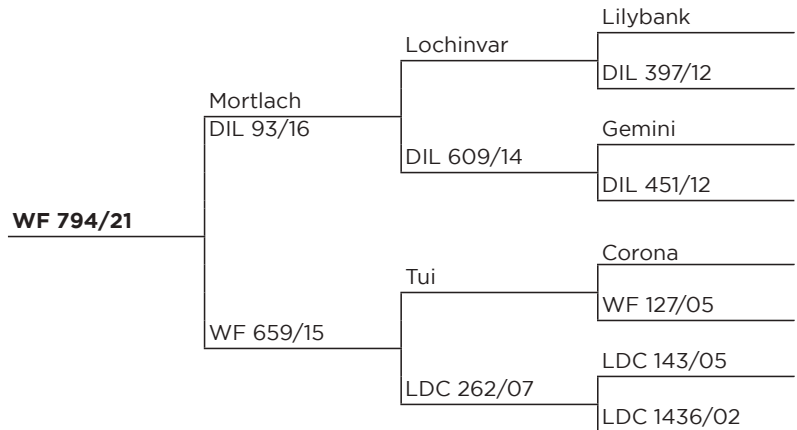 Lilybank
Lochinvar
DIL 397/12
Mortlach
DIL 93/16
Gemini
DIL 609/14
DIL 451/12
WF 794/21
Corona
Tui
WF 127/05
WF 659/15
LDC 143/05
LDC 262/07
LDC 1436/02